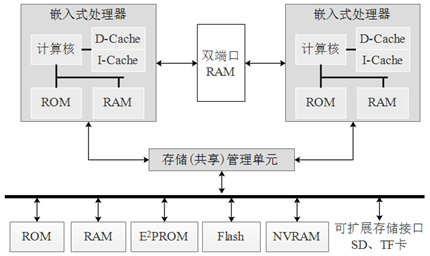 嵌入式处理器
计算核
D-Cache
I-Cache
ROM
RAM
双端口
RAM
嵌入式处理器
计算核
D-Cache
I-Cache
ROM
RAM
存储(共享)管理单元
ROM
RAM
E²PROM
Flash
NVRAM
可扩展存储接口
SD、TF卡